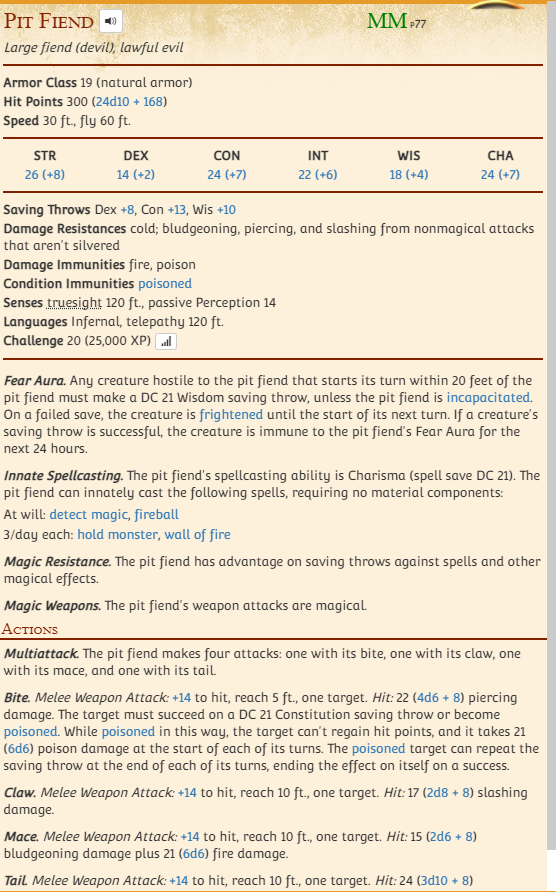 Pit Fiend
MM p77
Large fiend (devil), lawful evil
Armor Class 19 (natural armor)
Hit Points 300 (24d10 + 168)
Speed 30 ft., fly 60 ft.
STR DEX CON INT WIS CHA
26 (+8) 14 (+2) 24 (+7) 22 (+6) 18 (+4) 24 (+7)
Saving Throws Dex +8, Con +13, Wis +10
Damage Resistances cold; bludgeoning, piercing, and slashing from nonmagical attacks
that aren't silvered
Damage Immunities fire, poison
Condition Immunities poisoned
Senses truesight 120 ft., passive Perception 14
Languages Infernal, telepathy 120 ft.
Challenge 20 (25,000 XP)
Fear Aura. Any creature hostile to the pit fiend that starts its turn within 20 feet of the
pit fiend must make a DC 21 Wisdom saving throw, unless the pit fiend is incapacitated.
On a failed save, the creature is frightened until the start of its next turn. If a creature's
saving throw is successful, the creature is immune to the pit fiend's Fear Aura for the
next 24 hours.
Innate Spellcasting. The pit fiend's spellcasting ability is Charisma (spell save DC 21). The
pit fiend can innately cast the following spells, requiring no material components:
At will: detect magic, fireball
3/day each: hold monster, wall of fire
Magic Resistance. The pit fiend has advantage on saving throws against spells and other
magical effects.
Magic Weapons. The pit fiend's weapon attacks are magical.
Actions
Multiattack. The pit fiend makes four attacks: one with its bite, one with its claw, one
with its mace, and one with its tail.
Bite. Melee Weapon Attack: +14 to hit, reach 5 ft., one target. Hit: 22 (4d6 + 8) piercing
damage. The target must succeed on a DC 21 Constitution saving throw or become
poisoned. While poisoned in this way, the target can't regain hit points, and it takes 21
(6d6) poison damage at the start of each of its turns. The poisoned target can repeat the
saving throw at the end of each of its turns, ending the effect on itself on a success.
Claw. Melee Weapon Attack: +14 to hit, reach 10 ft., one target. Hit: 17 (2d8 + 8) slashing
damage.
Mace. Melee Weapon Attack: +14 to hit, reach 10 ft., one target. Hit: 15 (2d6 + 8)
bludgeoning damage plus 21 (6d6) fire damage.
Tail. Melee Weapon Attack: +14 to hit, reach 10 ft., one target. Hit: 24 (3d10 + 8)